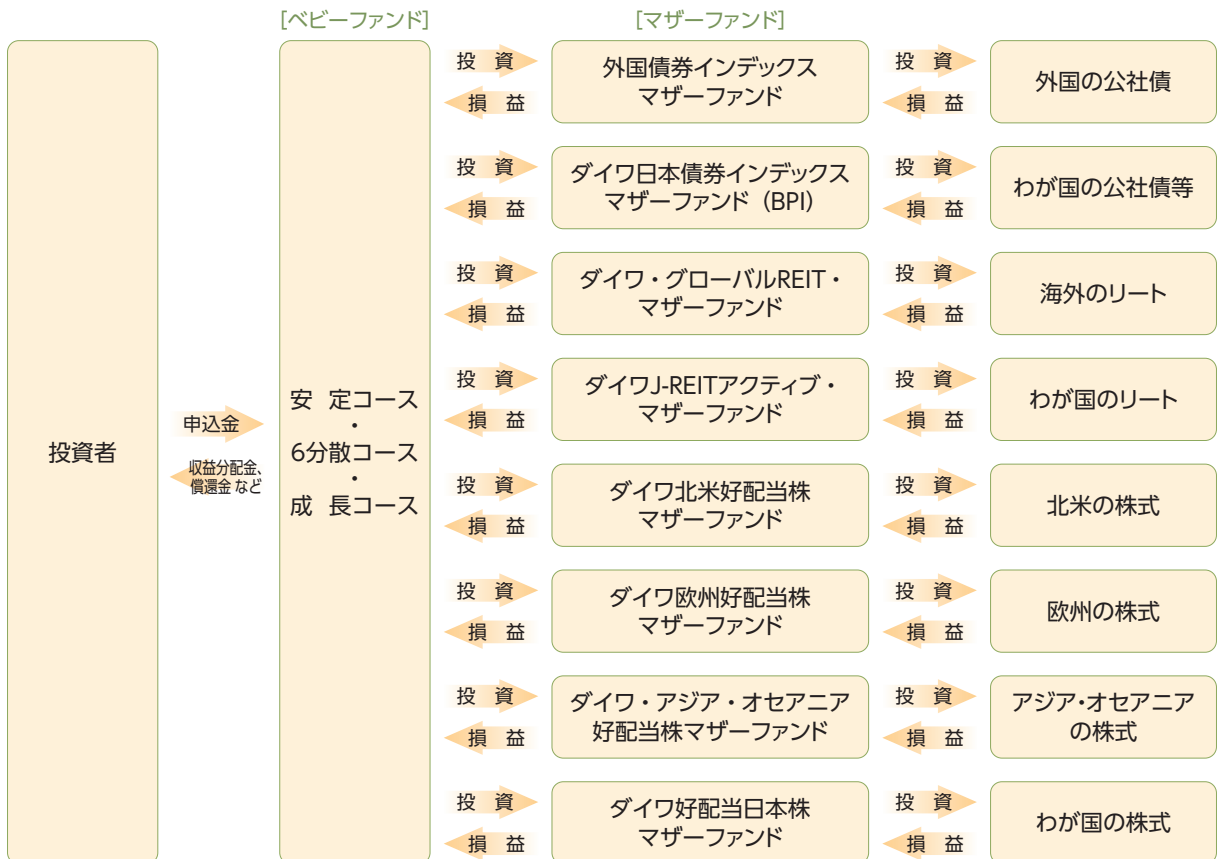 [ベビーファンド]
[マザーファンド]
投資者
申込金
収益分配金、
償還金 など
安 定コース
・
6分散コース
・
成 長コース
投 資
損 益
外国債券インデックス
マザーファンド
投 資
損 益
外国の公社債
投 資
損 益
ダイワ日本債券インデックス
マザーファンド（BPI）
投 資
損 益
わが国の公社債等
投 資
損 益
ダイワ・グローバルREIT・
マザーファンド
投 資
損 益
海外のリート
投 資
損 益
ダイワJ-REITアクティブ・
マザーファンド
投 資
損 益
わが国のリート
投 資
損 益
ダイワ北米好配当株
マザーファンド
投 資
損 益
北米の株式
投 資
損 益
ダイワ欧州好配当株
マザーファンド
投 資
損 益
欧州の株式
投 資
損 益
ダイワ・アジア・オセアニア
好配当株マザーファンド
投 資
損 益
アジア・オセアニア
の株式
投 資
損 益
ダイワ好配当日本株
マザーファンド
投 資
損 益
わが国の株式